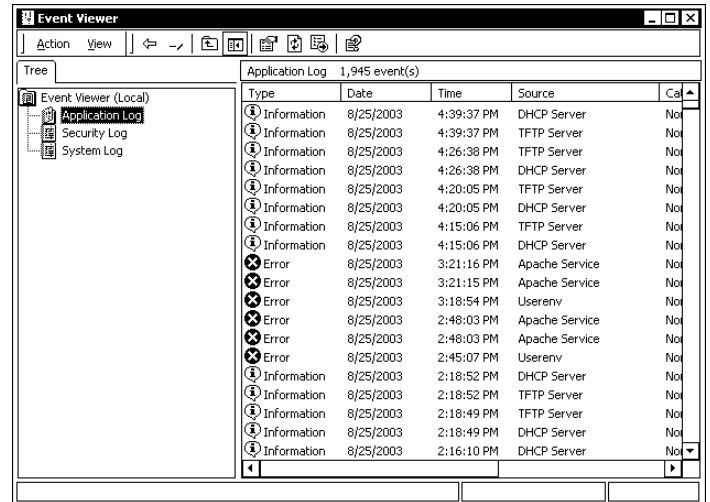 Event Viewer
Action View
Tree
Application Log 1,945 event(s)
Event Viewer (Local)
Application Log
Security Log
System Log
Type Date Time Source
Information 8/25/2003 4:39:37 PM DHCP Server
Information 8/25/2003 4:39:37 PM TFTP Server
Information 8/25/2003 4:26:38 PM TFTP Server
Information 8/25/2003 4:26:38 PM DHCP Server
Information 8/25/2003 4:20:05 PM TFTP Server
Information 8/25/2003 4:20:05 PM DHCP Server
Information 8/25/2003 4:15:06 PM TFTP Server
Information 8/25/2003 4:15:06 PM DHCP Server
Error 8/25/2003 3:21:16 PM Apache Service
Error 8/25/2003 3:21:15 PM Apache Service
Error 8/25/2003 3:18:54 PM Userenv
Error 8/25/2003 2:48:03 PM Apache Service
Error 8/25/2003 2:48:03 PM Apache Service
Error 8/25/2003 2:45:07 PM Userenv
Information 8/25/2003 2:18:52 PM DHCP Server
Information 8/25/2003 2:18:52 PM TFTP Server
Information 8/25/2003 2:18:49 PM TFTP Server
Information 8/25/2003 2:18:49 PM DHCP Server
Information 8/25/2003 2:16:10 PM DHCP Server